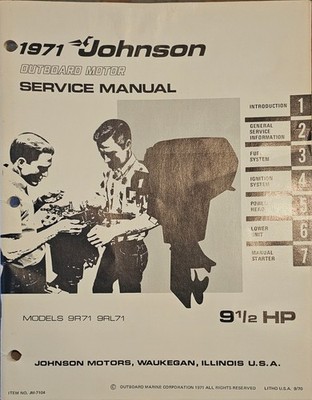 1971 Johnson
OUTBOARD MOTOR
SERVICE MANUAL
INTRODUCTION 1
GENERAL
SERVICE
INFORMATION 2
FUEL
SYSTEM 3
IGNITION
SYSTEM 4
POWER
HEAD 5
LOWER
UNIT 6
MANUAL
STARTER 7
MODELS 9R71 9RL71
9 1/2 HP
JOHNSON MOTORS, WAUKEGAN, ILLINOIS U.S.A.
ITEM NO.
© OUTBOARD MARINE CORPORATION 1971 ALL RIGHTS RESERVED
LITHO U.S.A.